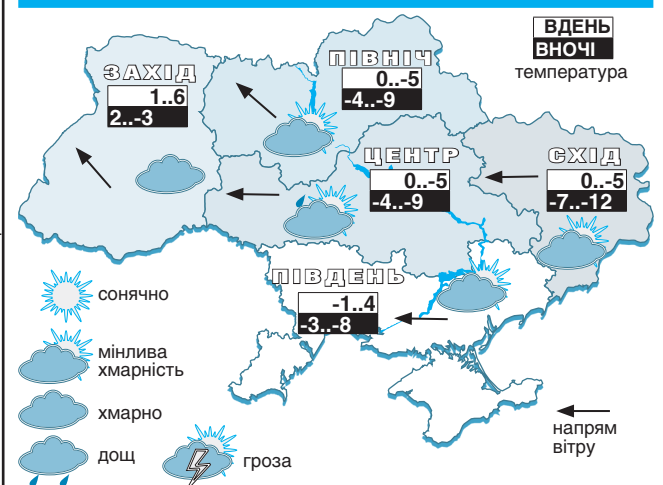 ВДЕНЬ
ВНОЧІ
температура
ПІВНІЧ
0..-5
-4..-9
ЗАХІД
1..6
2..-3
ЦЕНТР
0..-5
-4..-9
СХІД
0..-5
-7..-12
ПІВДЕНЬ
-1..4
-3..-8
сонячно
мінлива
хмарність
хмарно
дощ
гроза
напрям
вітру